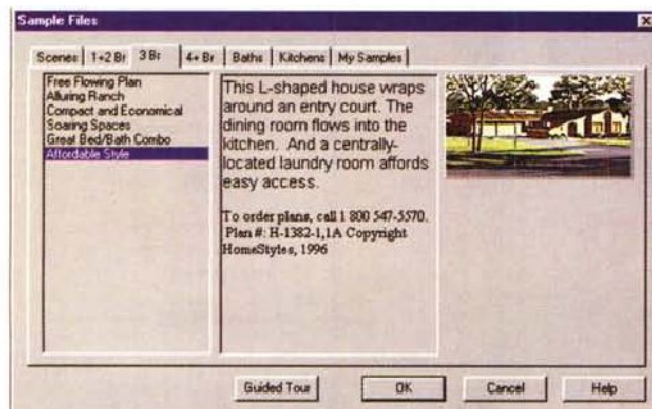 Sample Files
Scenes 1+2 Br 3 Br 4+ Br Baths Kitchens My Samples
Free Flowing Plan
Alluring Ranch
Compact and Economical
Soaring Spaces
Great Bed/Bath Combo
Affordable Style
This L-shaped house wraps
around an entry court. The
dining room flows into the
kitchen. And a centrally-
located laundry room affords
easy access.
To order plans, call 1 800 547-5570.
Plan #: H-1382-1,1A Copyright
HomeStyles, 1996
Guided Tour OK Cancel Help